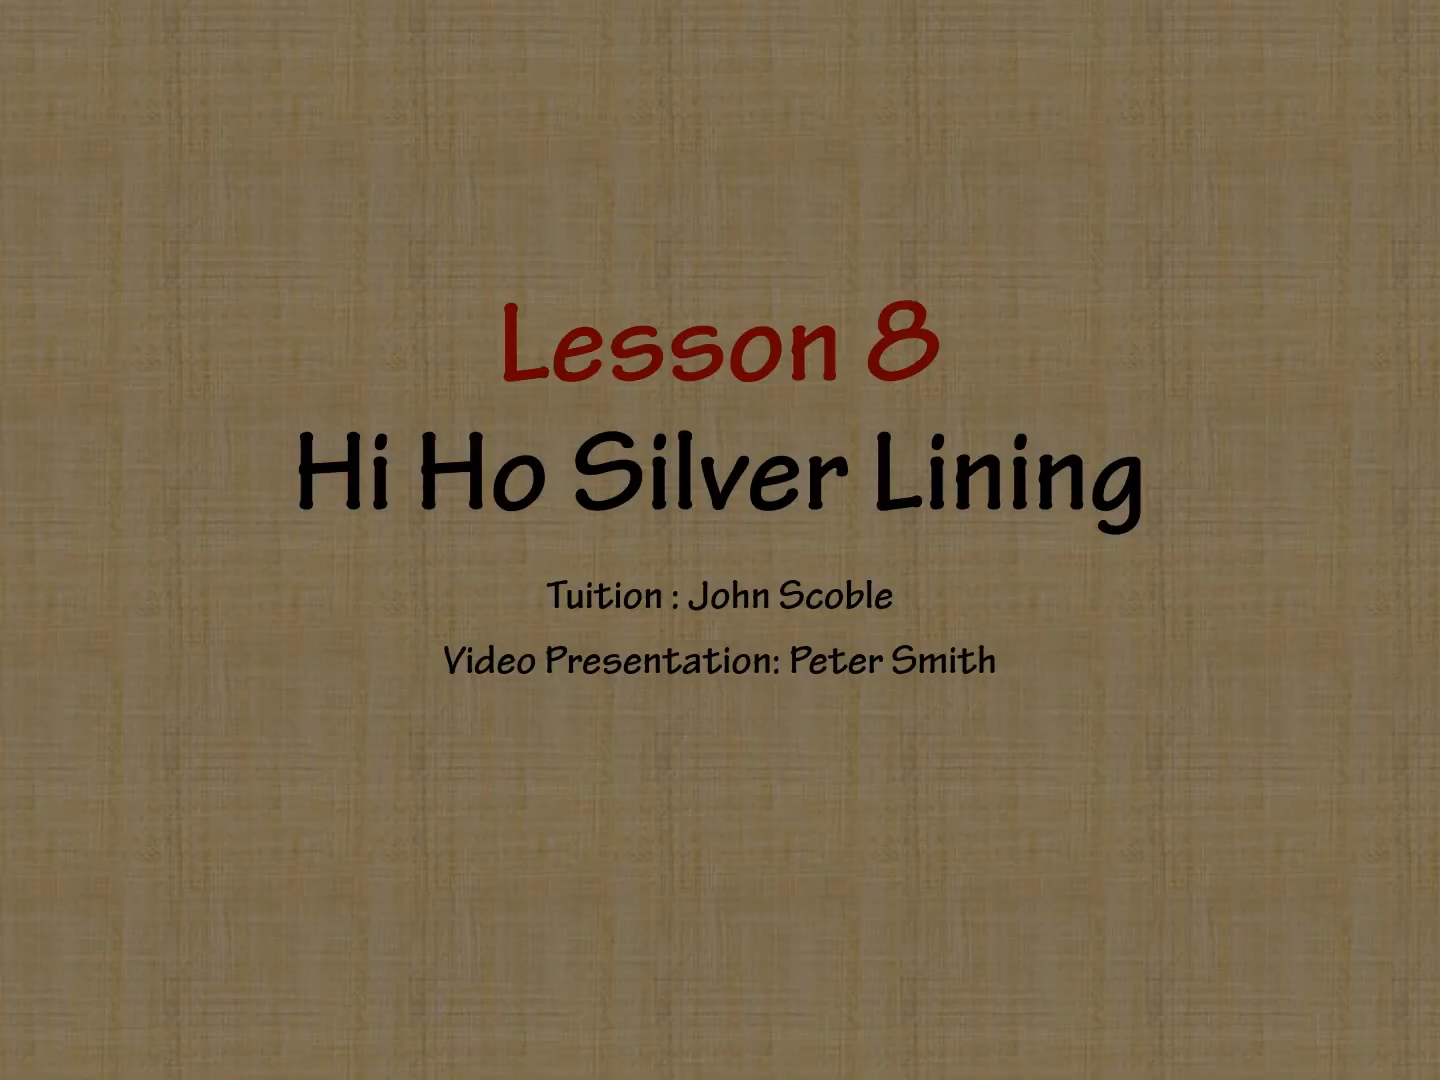 Lesson 8
Hi Ho Silver Lining
Tuition : John Scoble
Video Presentation: Peter Smith